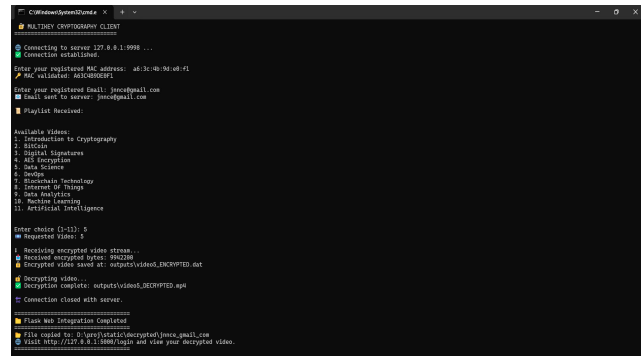 C:\Windows\System32\cmd.e
MULTIKEY CRYPTOGRAPHY CLIENT
==============================
Connecting to server 127.0.0.1:9998 ...
Connection established.
Enter your registered MAC address: a6:3c:4b:9d:e0:f1
MAC validated: A63C4B9DE0F1
Enter your registered Email: jnnce@gmail.com
Email sent to server: jnnce@gmail.com
Playlist Received:
Available Videos:
1. Introduction to Cryptography
2. BitCoin
3. Digital Signatures
4. AES Encryption
5. Data Science
6. DevOps
7. Blockchain Technology
8. Internet Of Things
9. Data Analytics
10. Machine Learning
11. Artificial Intelligence
Enter choice (1-11): 5
Requested Video: 5
Receiving encrypted video stream...
Received encrypted bytes: 9942208
Encrypted video saved at: outputs\video5_ENCRYPTED.dat
Decrypting video...
Decryption complete: outputs\video5_DECRYPTED.mp4
Connection closed with server.
==================================
Flask Web Integration Completed
==================================
File copied to: D:\proj\static\decrypted\jnnce_gmail_com
Visit http://127.0.0.1:5000/login and view your decrypted video.
==================================